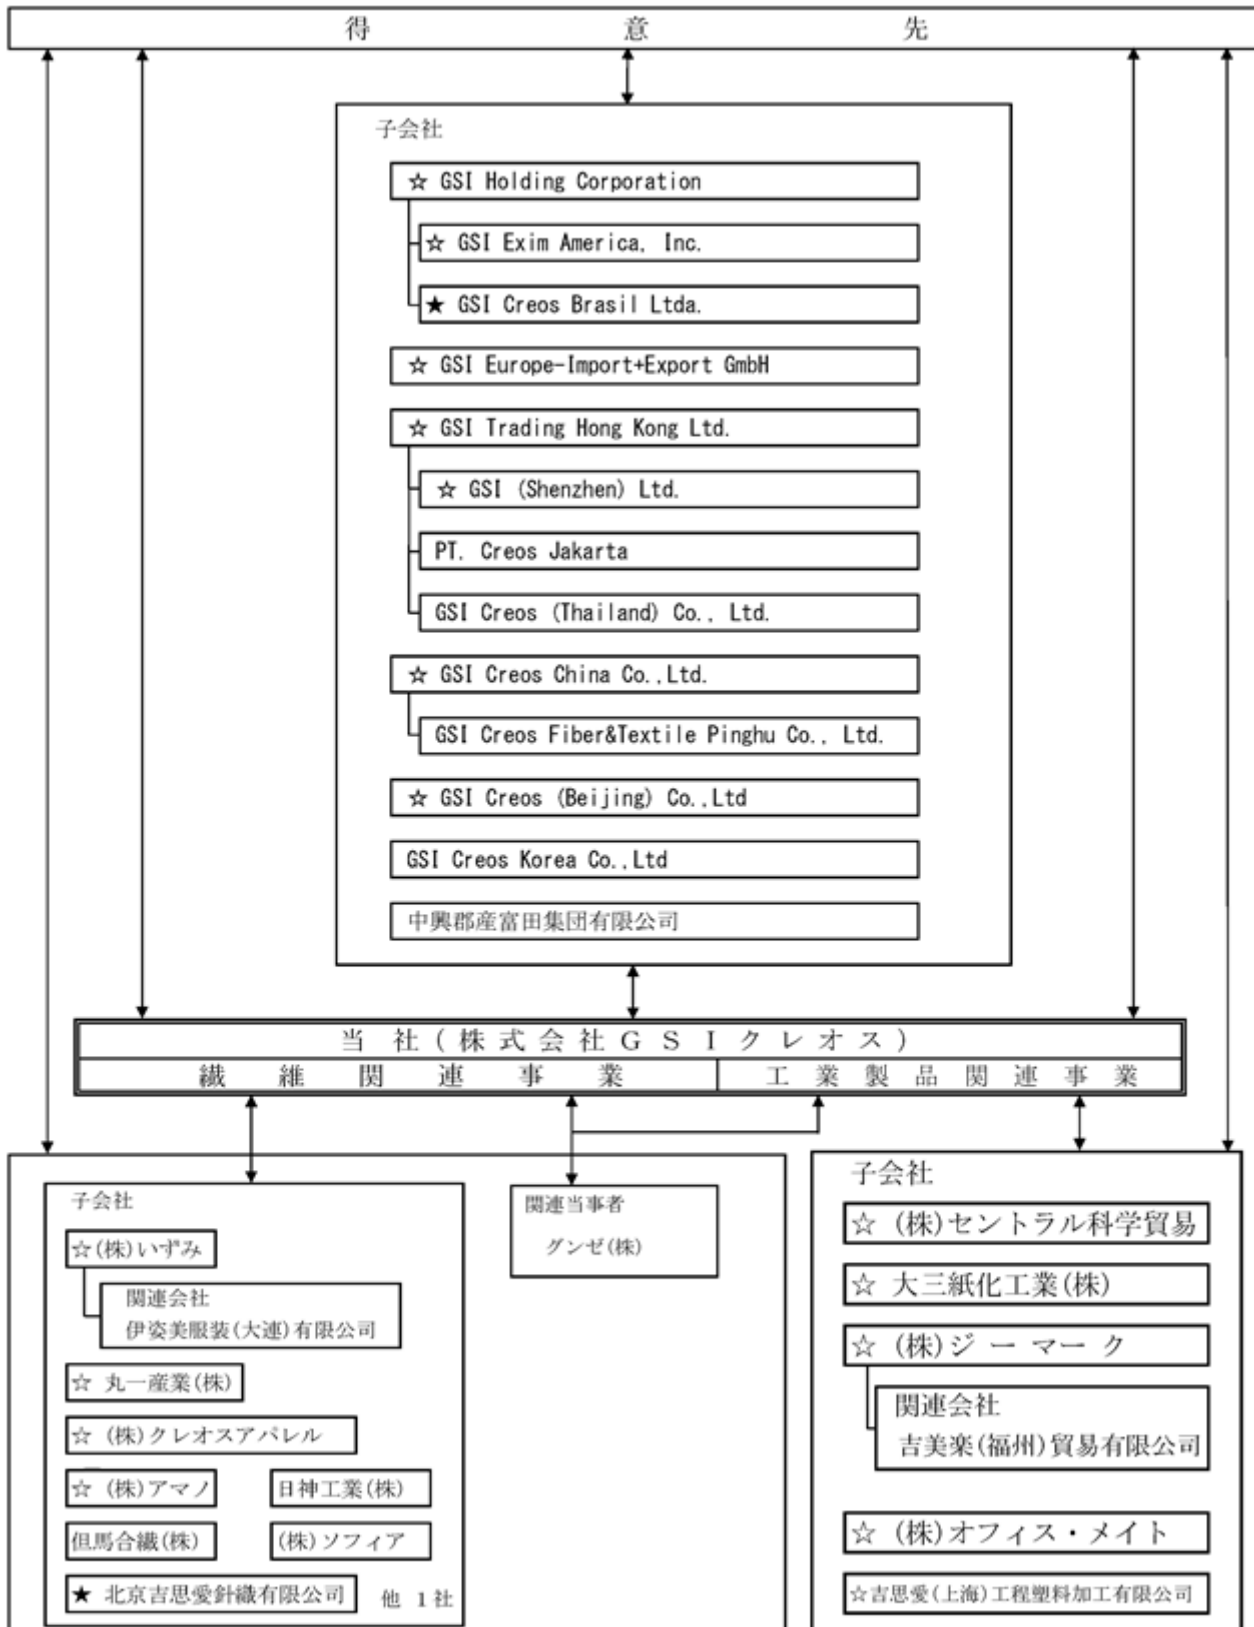 得意先
子会社
☆ GSI Holding Corporation
☆ GSI Exim America, Inc.
★ GSI Creos Brasil Ltda.
☆ GSI Europe-Import+Export GmbH
☆ GSI Trading Hong Kong Ltd.
☆ GSI (Shenzhen) Ltd.
PT. Creos Jakarta
GSI Creos (Thailand) Co., Ltd.
☆ GSI Creos China Co.,Ltd.
GSI Creos Fiber&Textile Pinghu Co., Ltd.
☆ GSI Creos (Beijing) Co.,Ltd
GSI Creos Korea Co.,Ltd
中興郡産富田集団有限公司
当社(株式会社GSIクレオス)
繊維関連事業
工業製品関連事業
子会社
☆(株)いずみ
関連会社
伊姿美服装(大連)有限公司
☆ 丸一産業(株)
☆ (株)クレオスアパレル
☆ (株)アマノ
日神工業(株)
但馬合繊(株)
(株)ソフィア
★ 北京吉思愛針織有限公司
他 1社
関連当事者
グンゼ(株)
子会社
☆ (株)セントラル科学貿易
☆ 大三紙化工業(株)
☆ (株)ジーマーク
関連会社
吉美楽(福州)貿易有限公司
☆ (株)オフィス・メイト
☆吉思愛(上海)工程塑料加工有限公司